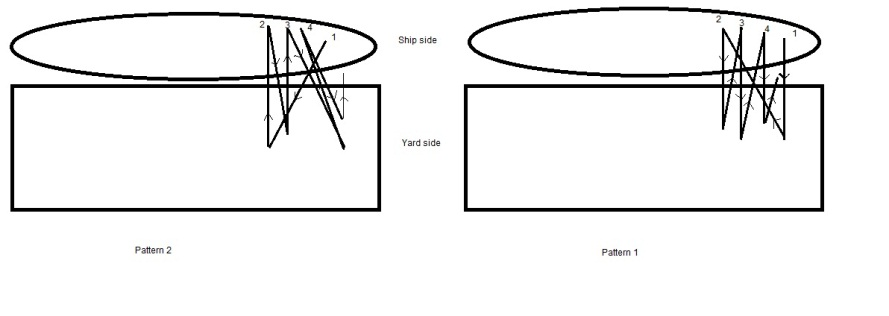 2 3 4 1
Ship side
2 3 4 1
Yard side
Pattern 2
Pattern 1